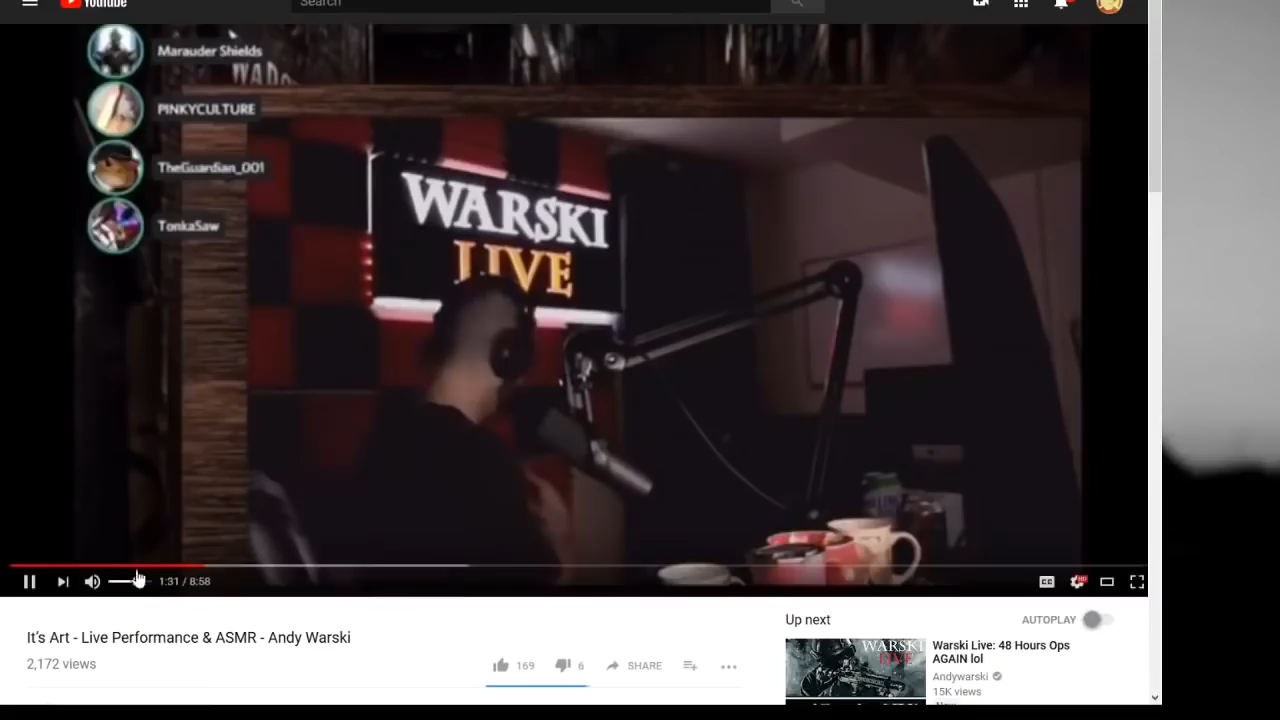 YouTube
Search
Marauder Shields
PINKYCULTURE
TheGuardian_001
TonkaSaw
WARSKI
LIVE
1:31 / 8:58
CC
HD
It's Art - Live Performance & ASMR - Andy Warski
2,172 views
169
6
SHARE
Up next
AUTOPLAY
WARSKI
LIVE
Warski Live: 48 Hours Ops
AGAIN lol
Andywarski
15K views